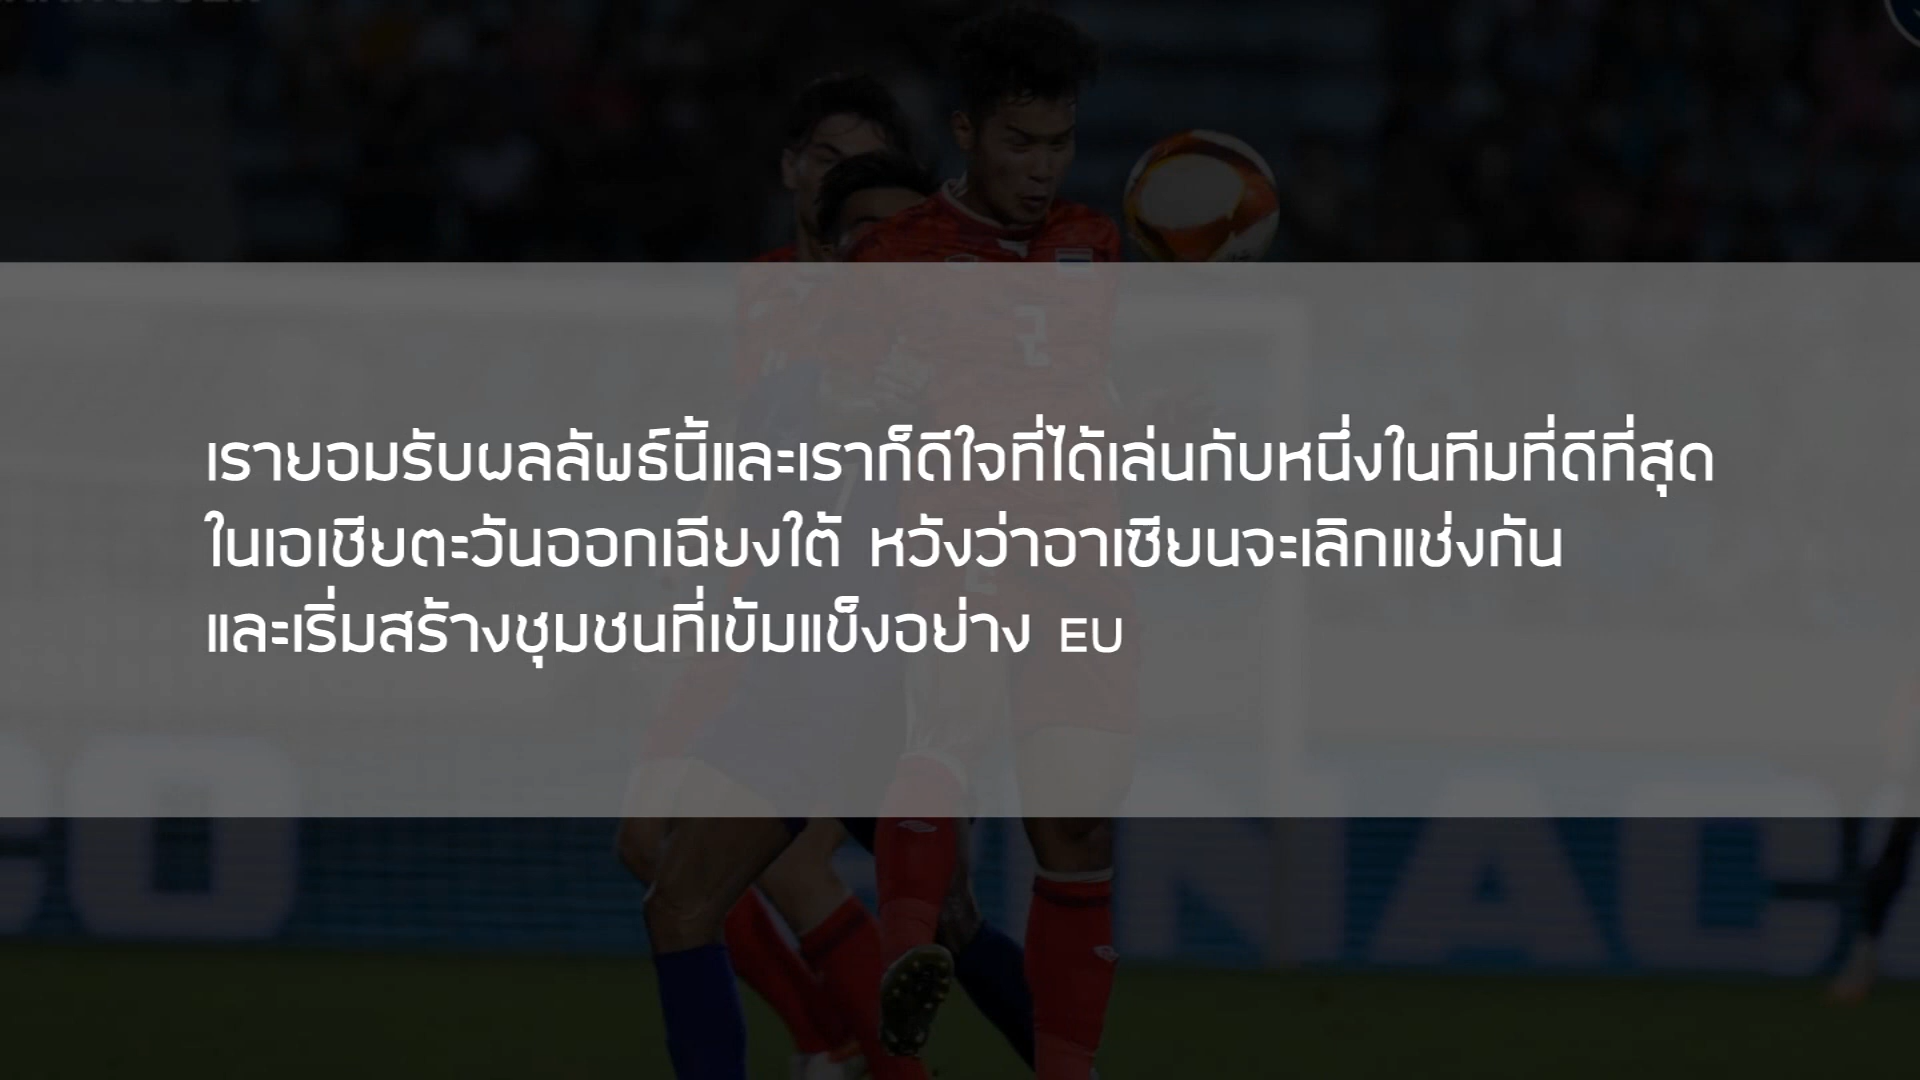 เรายอมรับผลลัพธ์นี้และเราก็ดีใจที่ได้เล่นกับหนึ่งในทีมที่ดีที่สุด
ในเอเชียตะวันออกเฉียงใต้ หวังว่าอาเซียนจะเลิกแช่งกัน
และเริ่มสร้างชุมชนที่เข้มแข็งอย่าง EU
2